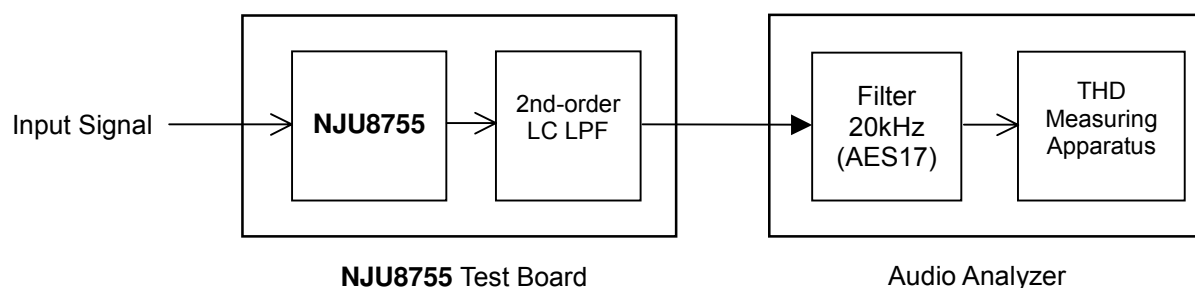 Input Signal
NJU8755
2nd-order
LC LPF
Filter
20kHz
(AES17)
THD
Measuring
Apparatus
NJU8755 Test Board
Audio Analyzer